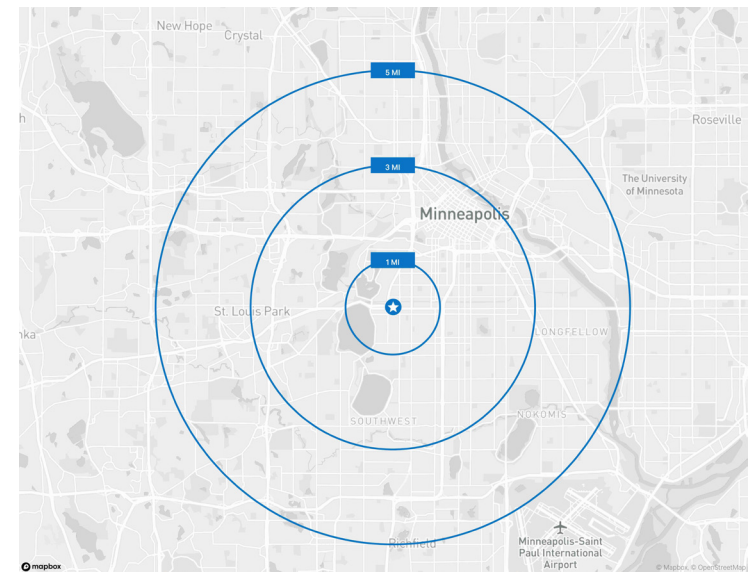 New Hope
Crystal
5 MI
Roseville
3 MI
The University
of Minnesota
Minneapolis
1 MI
St. Louis Park
LONGFELLOW
SOUTHWEST
NOKOMIS
Richfield
Minneapolis-Saint
Paul International
Airport
mapbox
© Mapbox, © OpenStreetMap